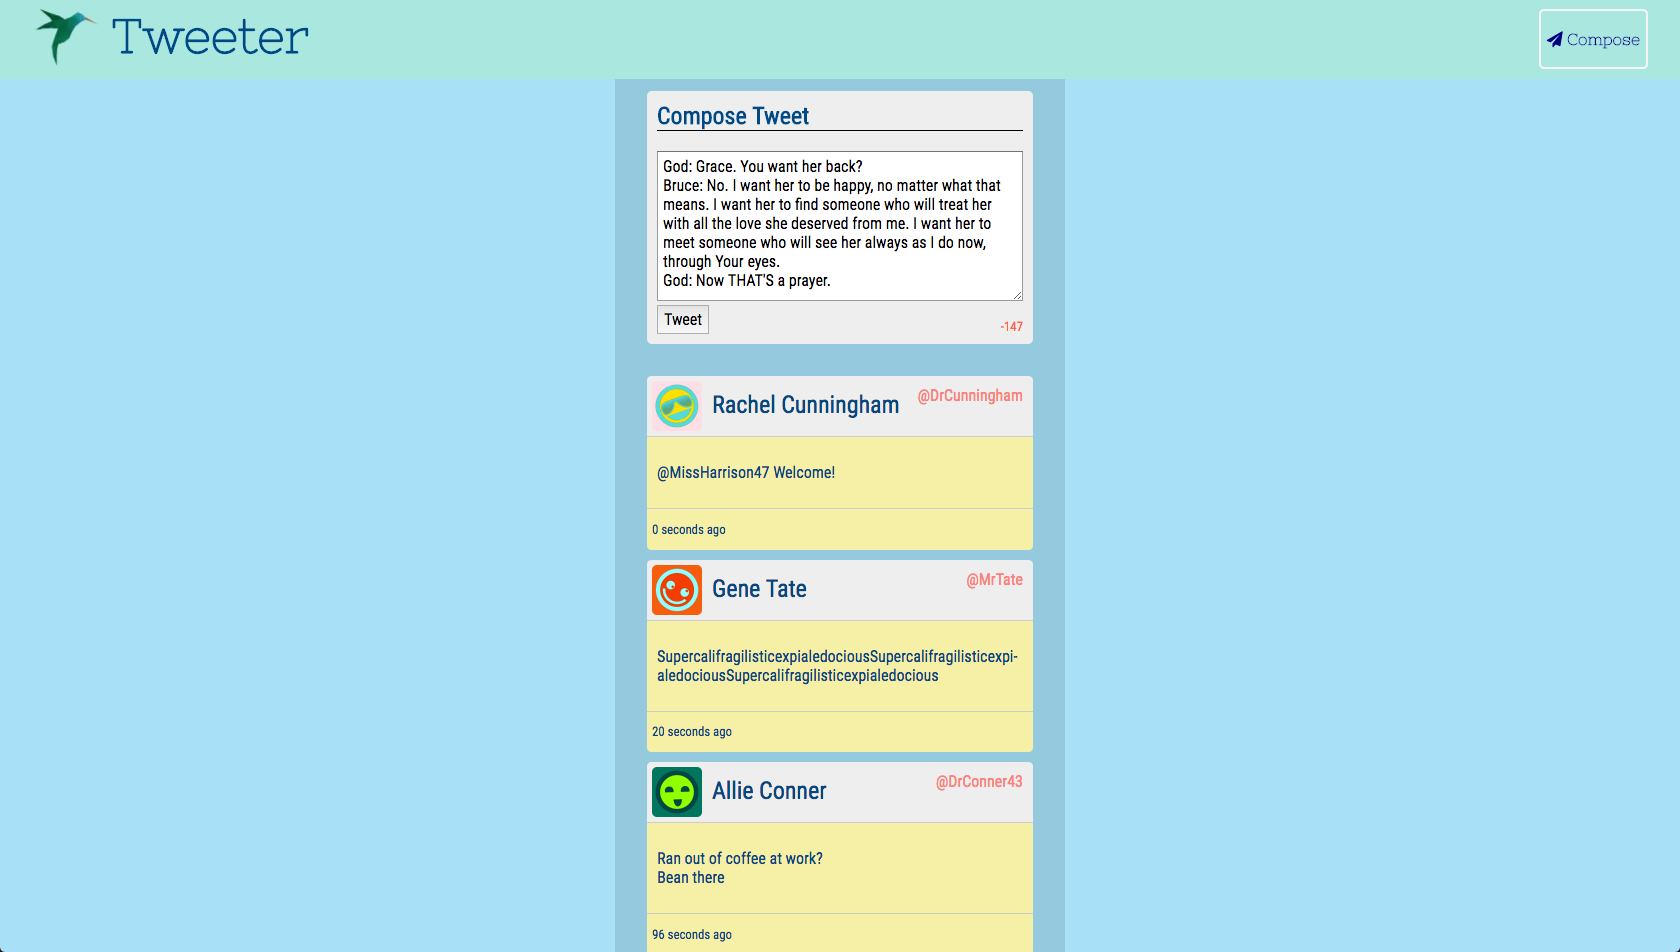 Tweeter
Compose
Compose Tweet
God: Grace. You want her back?
Bruce: No. I want her to be happy, no matter what that
means. I want her to find someone who will treat her
with all the love she deserved from me. I want her to
meet someone who will see her always as I do now,
through Your eyes.
God: Now THAT'S a prayer.
Tweet
-147
Rachel Cunningham
@DrCunningham
@MissHarrison47 Welcome!
0 seconds ago
Gene Tate
@MrTate
SupercalifragilisticexpialedociousSupercalifragilisticexpi-
aledociousSupercalifragilisticexpialedocious
20 seconds ago
Allie Conner
@DrConner43
Ran out of coffee at work?
Bean there
96 seconds ago